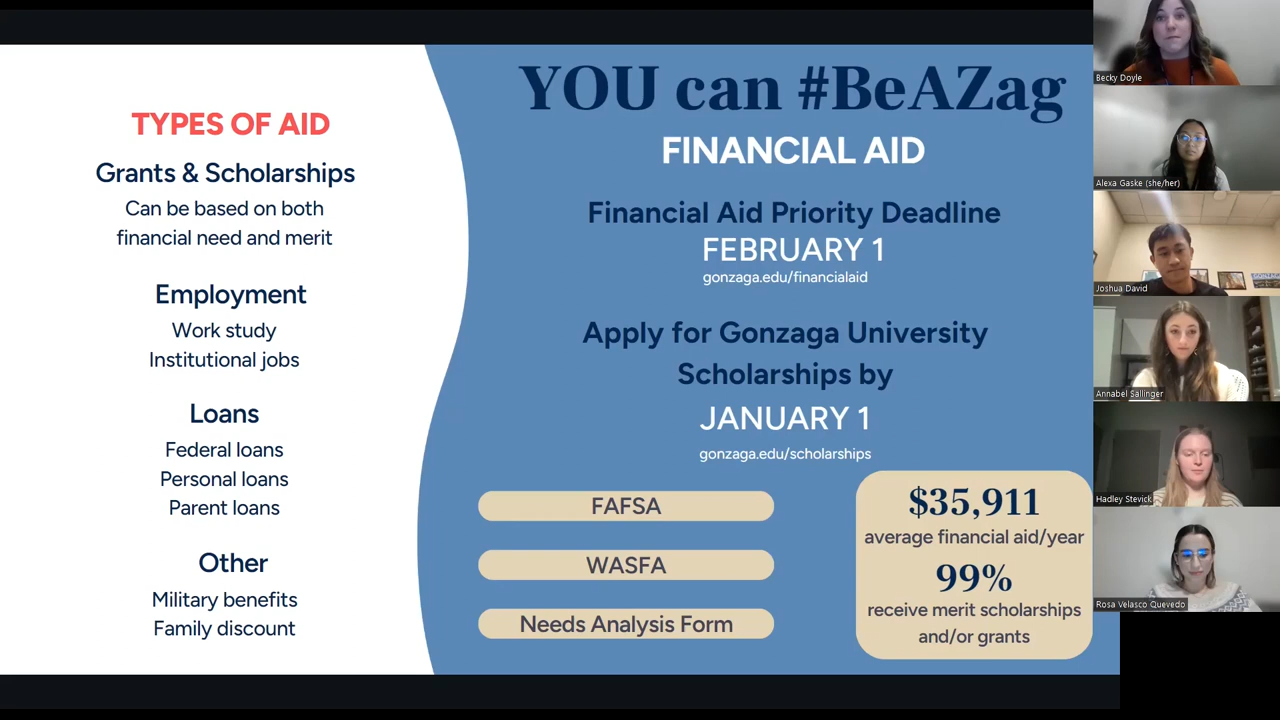 TYPES OF AID
Grants & Scholarships
Can be based on both
financial need and merit
Employment
Work study
Institutional jobs
Loans
Federal loans
Personal loans
Parent loans
Other
Military benefits
Family discount
YOU can #BeAZag
FINANCIAL AID
Financial Aid Priority Deadline
FEBRUARY 1
gonzaga.edu/financialaid
Apply for Gonzaga University
Scholarships by
JANUARY 1
gonzaga.edu/scholarships
FAFSA
WASFA
Needs Analysis Form
$35,911
average financial aid/year
99%
receive merit scholarships
and/or grants
Becky Doyle
Alexa Gaske (she/her)
Joshua David
Annabel Sallinger
Hadley Stevick
Rosa Velasco Quevedo